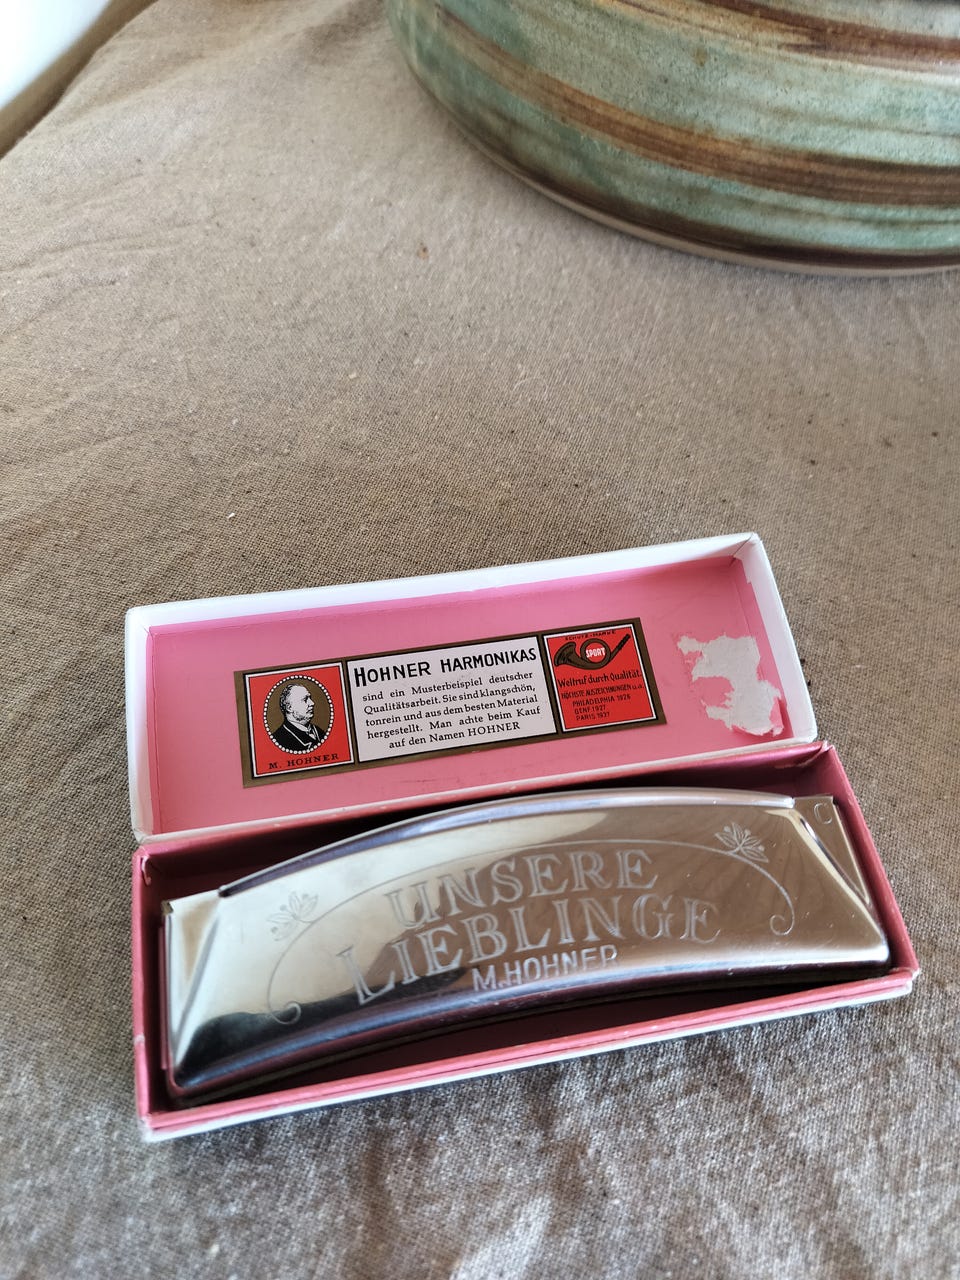 M. HOHNER
HOHNER HARMONIKAS
sind ein Musterbeispiel deutscher
Qualitätsarbeit. Sie sind klangschön,
tonrein und aus dem besten Material
hergestellt. Man achte beim Kauf
auf den Namen HOHNER
SCHUTZ-MARKE
SPORT
Weltruf durch Qualität
HÖCHSTE AUSZEICHNUNGEN u.a.
PHILADELPHIA 1926
GENF 1927
PARIS 1937
UNSERE
LIEBLINGE
M.HOHNER
C